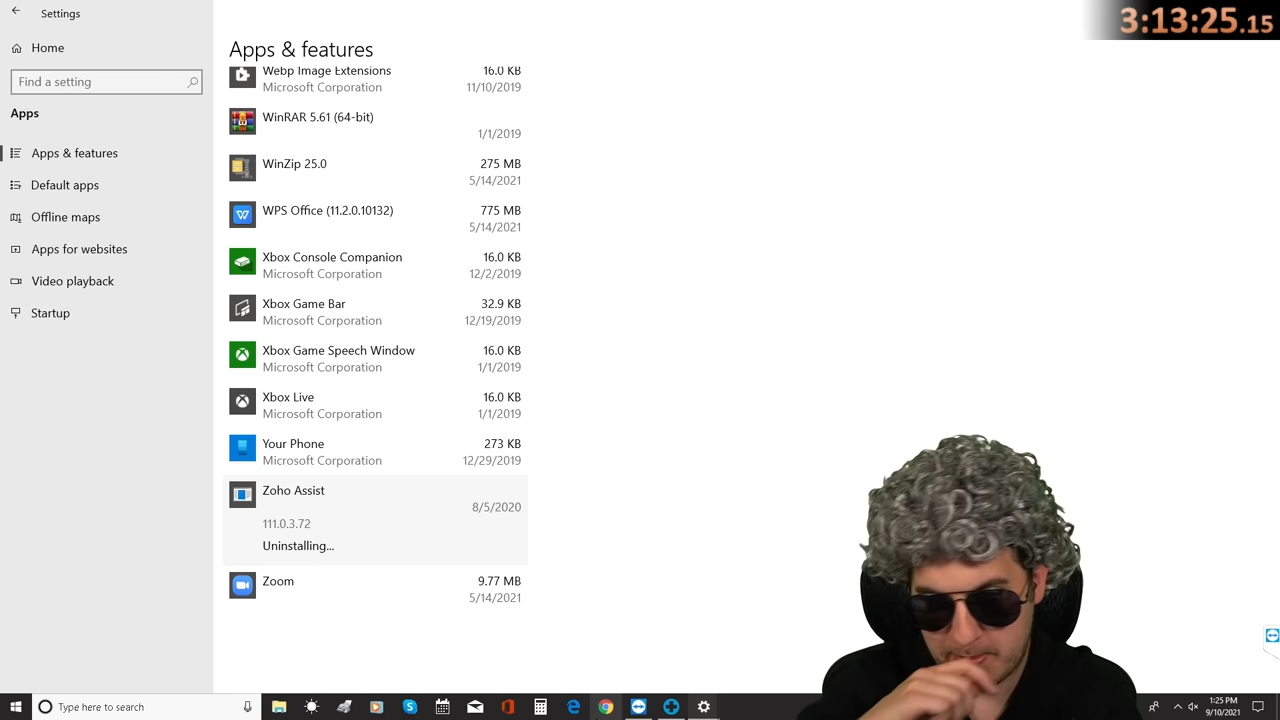 Settings
3:13:25.15
Home
Find a setting
Apps
Apps & features
Default apps
Offline maps
Apps for websites
Video playback
Startup
Apps & features
Webp Image Extensions 16.0 KB
Microsoft Corporation 11/10/2019
WinRAR 5.61 (64-bit)
1/1/2019
WinZip 25.0 275 MB
5/14/2021
WPS Office (11.2.0.10132) 775 MB
5/14/2021
Xbox Console Companion 16.0 KB
Microsoft Corporation 12/2/2019
Xbox Game Bar 32.9 KB
Microsoft Corporation 12/19/2019
Xbox Game Speech Window 16.0 KB
Microsoft Corporation 1/1/2019
Xbox Live 16.0 KB
Microsoft Corporation 1/1/2019
Your Phone 273 KB
Microsoft Corporation 12/29/2019
Zoho Assist
8/5/2020
111.0.3.72
Uninstalling...
Zoom 9.77 MB
5/14/2021
Type here to search
1:25 PM
9/10/2021